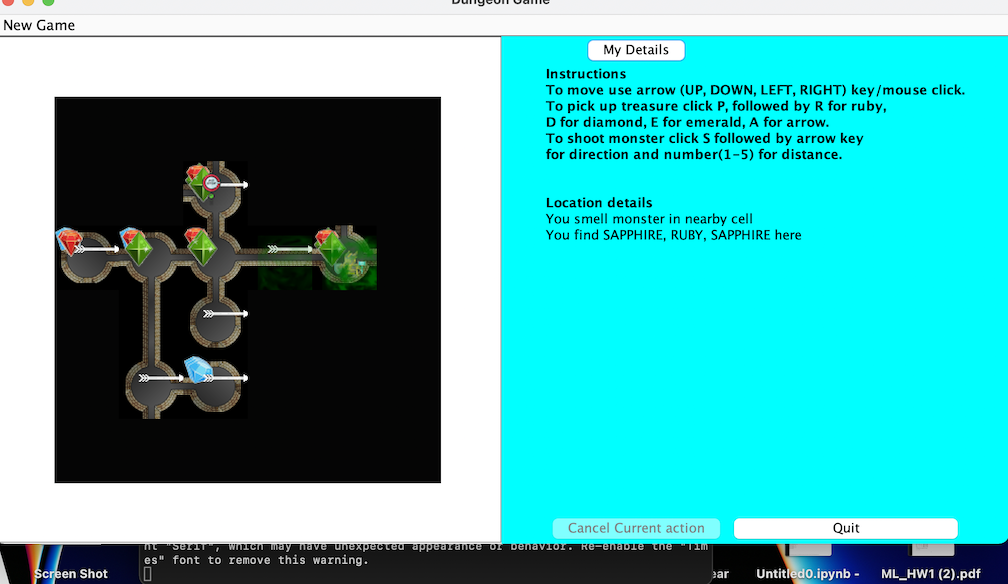 Dungeon Game
New Game
My Details
Instructions
To move use arrow (UP, DOWN, LEFT, RIGHT) key/mouse click.
To pick up treasure click P, followed by R for ruby,
D for diamond, E for emerald, A for arrow.
To shoot monster click S followed by arrow key
for direction and number(1-5) for distance.
Location details
You smell monster in nearby cell
You find SAPPHIRE, RUBY, SAPPHIRE here
Cancel Current action
Quit
nt "Serif", which may have unexpected appearance or behavior. Re-enable the "Tim
es" font to remove this warning.
Screen Shot
ear
Untitled0.ipynb -
ML_HW1 (2).pdf